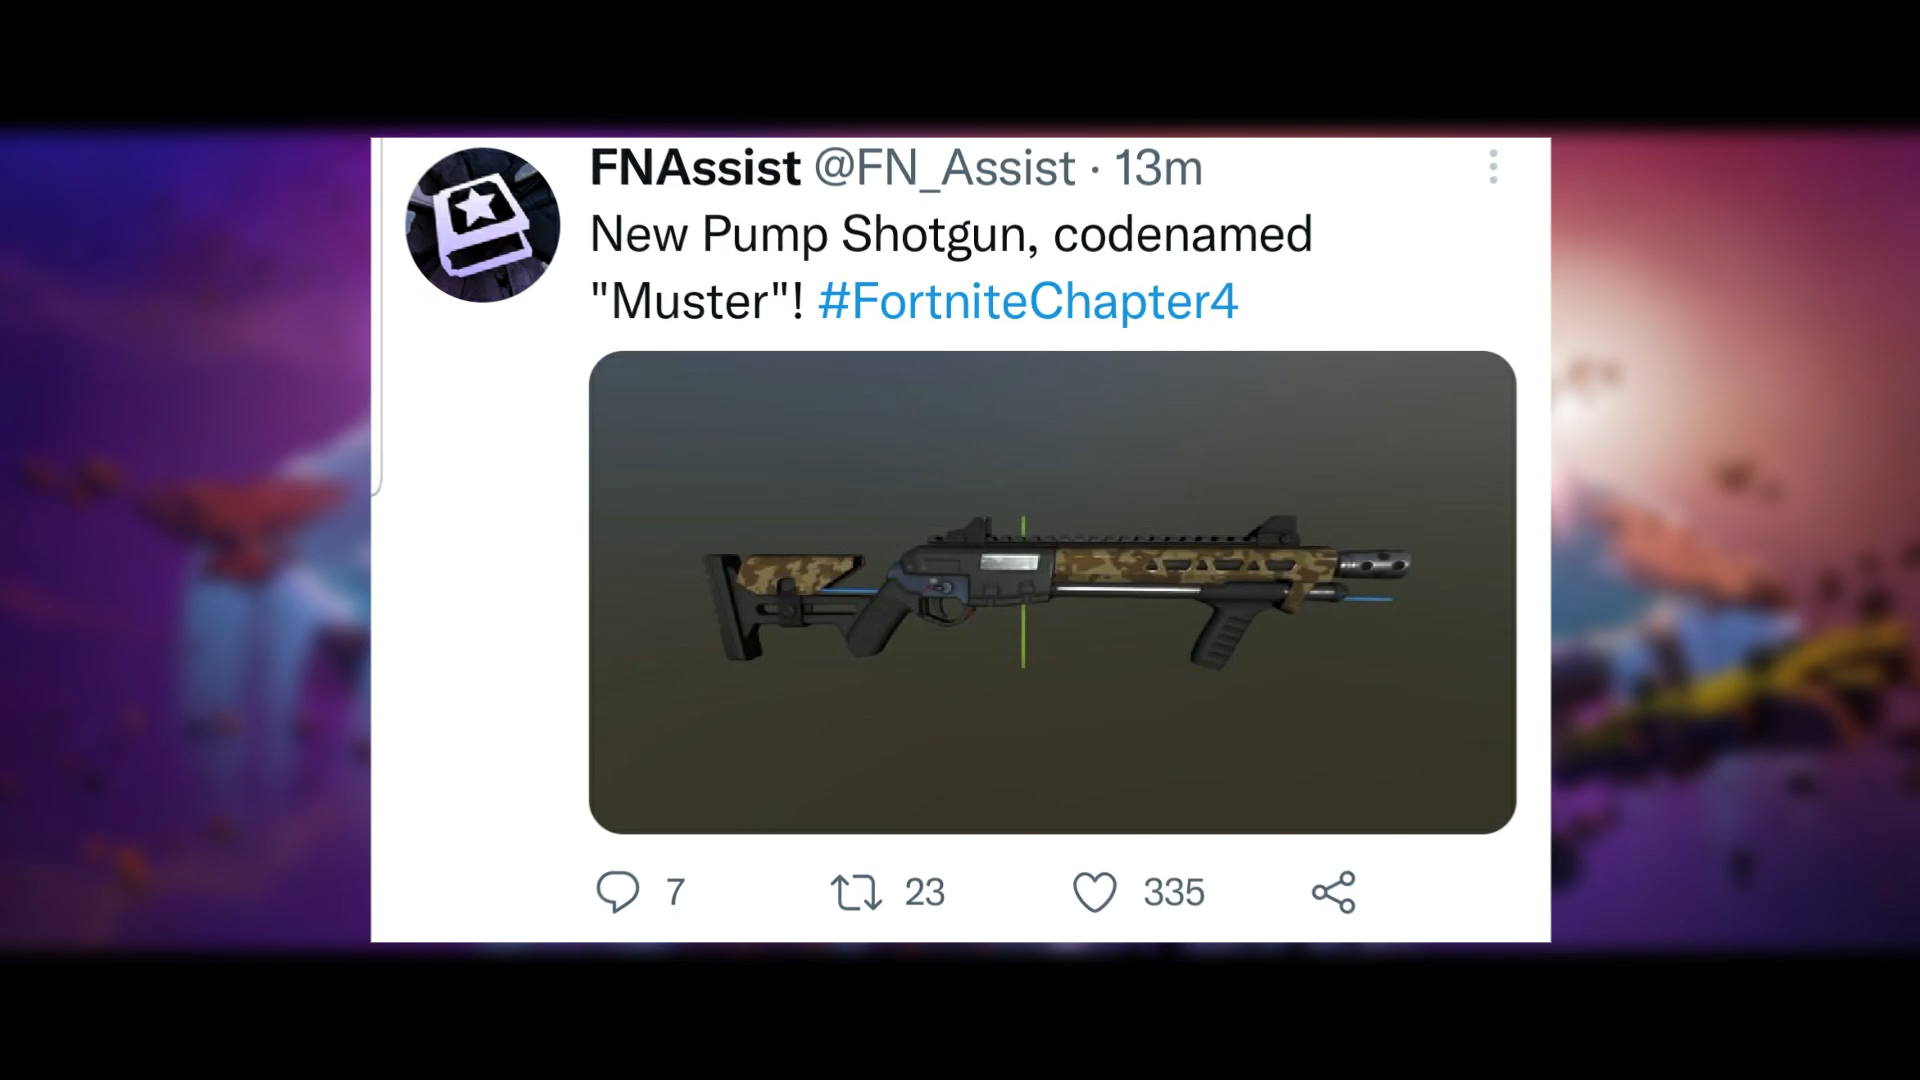 FNAssist @FN_Assist · 13m
New Pump Shotgun, codenamed
"Muster"! #FortniteChapter4
7 23 335